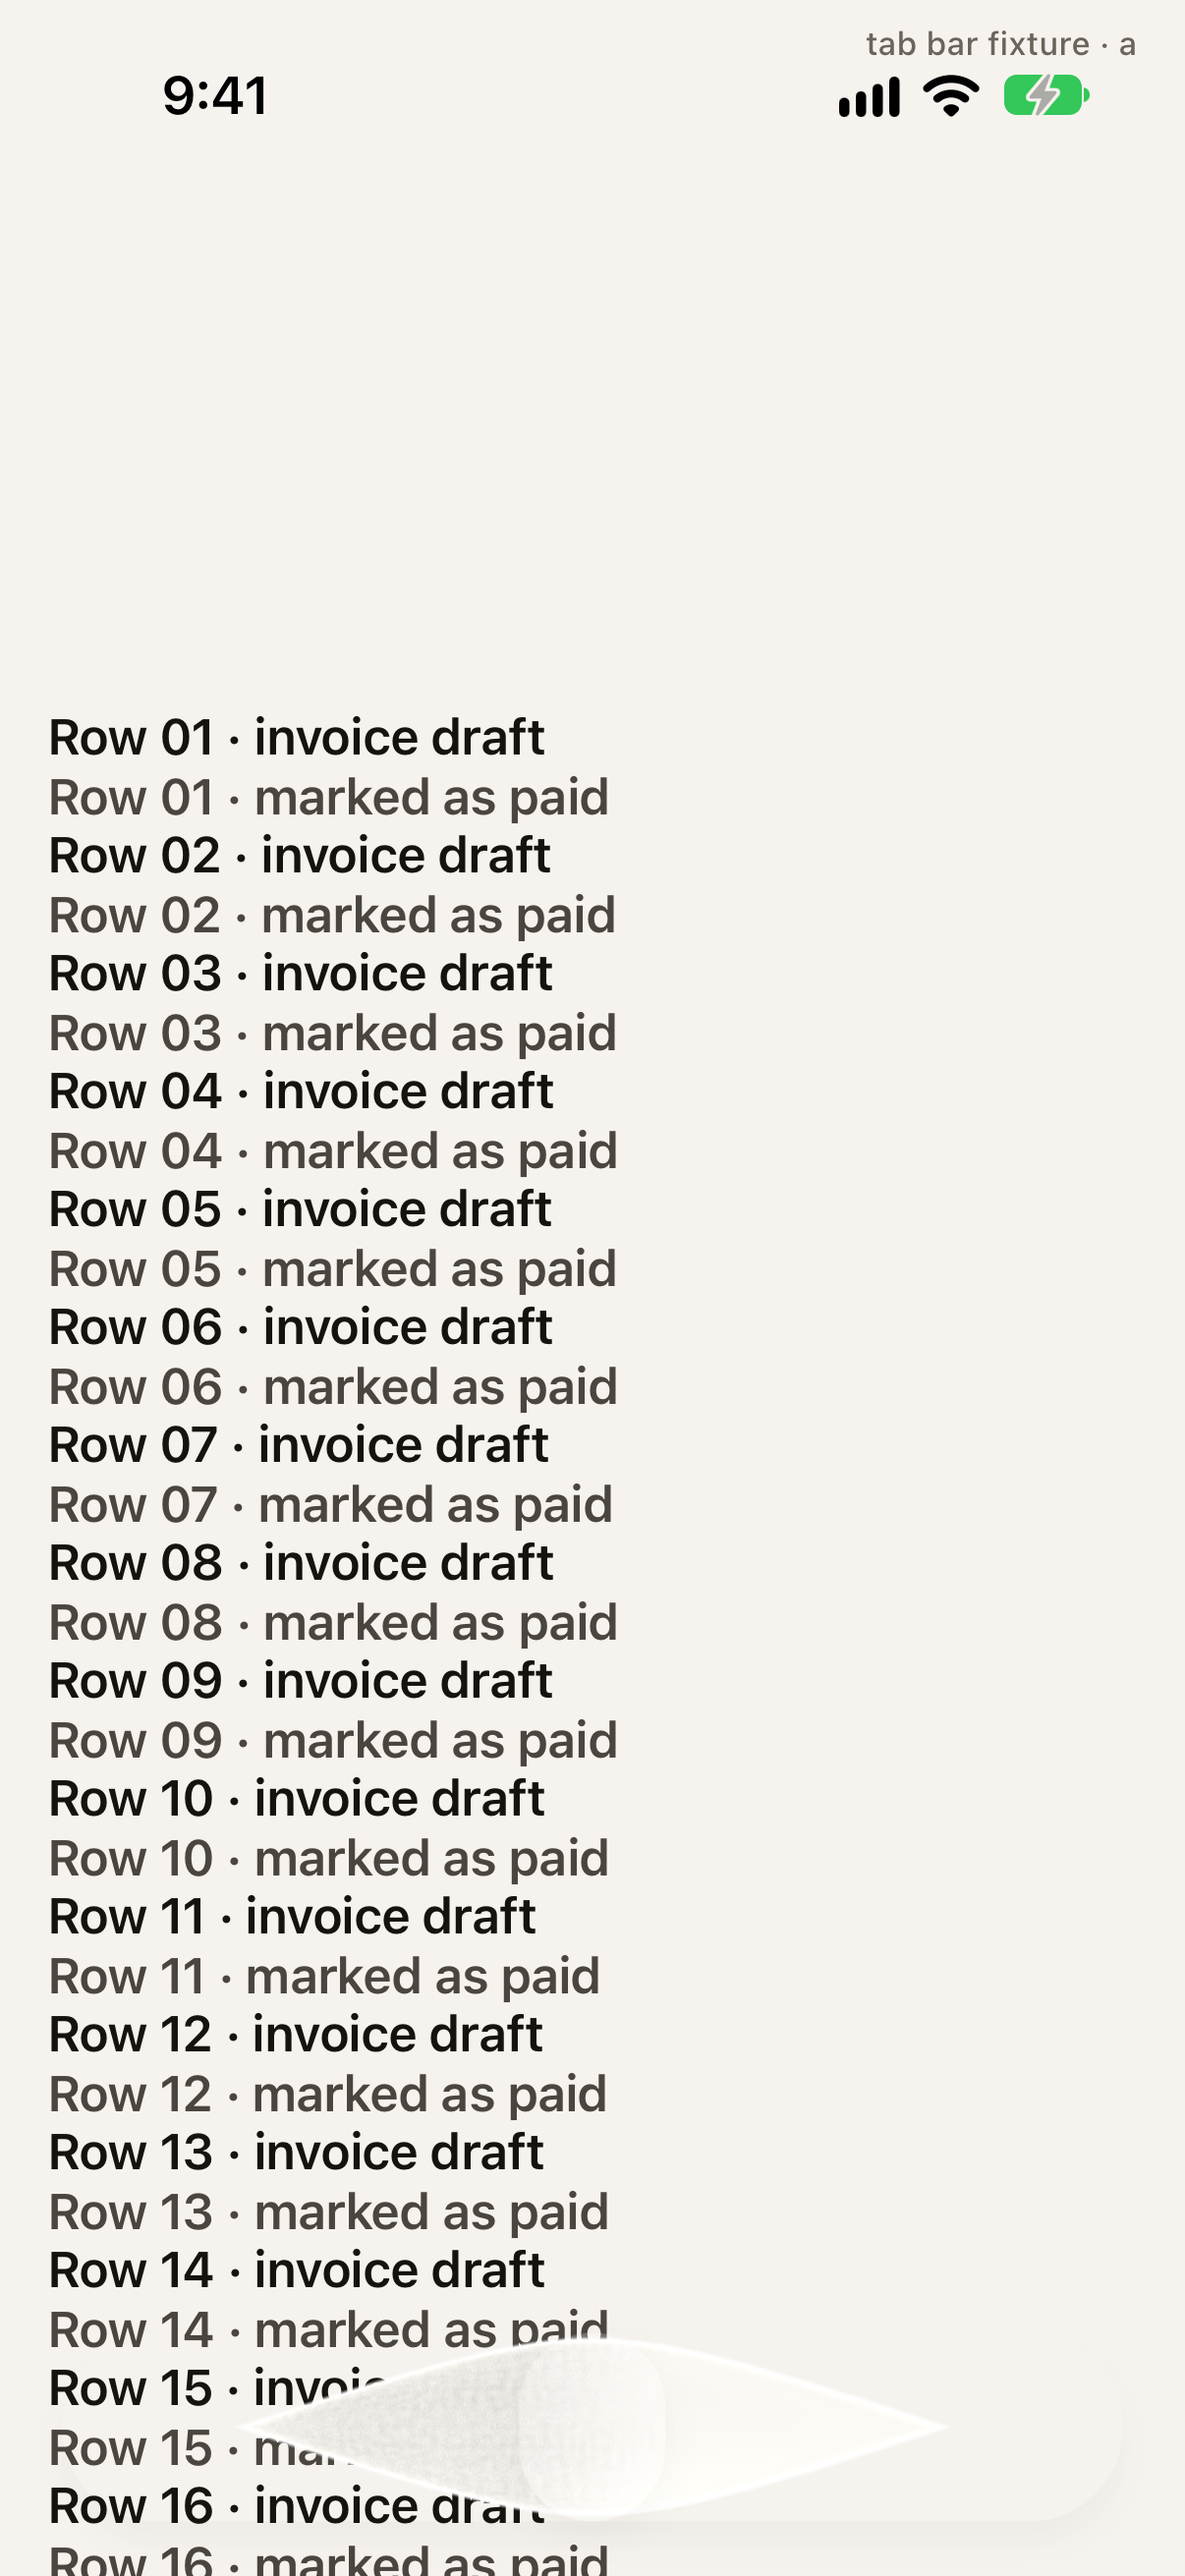 tab bar fixture · a
9:41
Row 01 · invoice draft
Row 01 · marked as paid
Row 02 · invoice draft
Row 02 · marked as paid
Row 03 · invoice draft
Row 03 · marked as paid
Row 04 · invoice draft
Row 04 · marked as paid
Row 05 · invoice draft
Row 05 · marked as paid
Row 06 · invoice draft
Row 06 · marked as paid
Row 07 · invoice draft
Row 07 · marked as paid
Row 08 · invoice draft
Row 08 · marked as paid
Row 09 · invoice draft
Row 09 · marked as paid
Row 10 · invoice draft
Row 10 · marked as paid
Row 11 · invoice draft
Row 11 · marked as paid
Row 12 · invoice draft
Row 12 · marked as paid
Row 13 · invoice draft
Row 13 · marked as paid
Row 14 · invoice draft
Row 14 · marked as paid
Row 15 ·
Row 15 ·
Row 16 · invoice draft
Row 16 · marked as paid